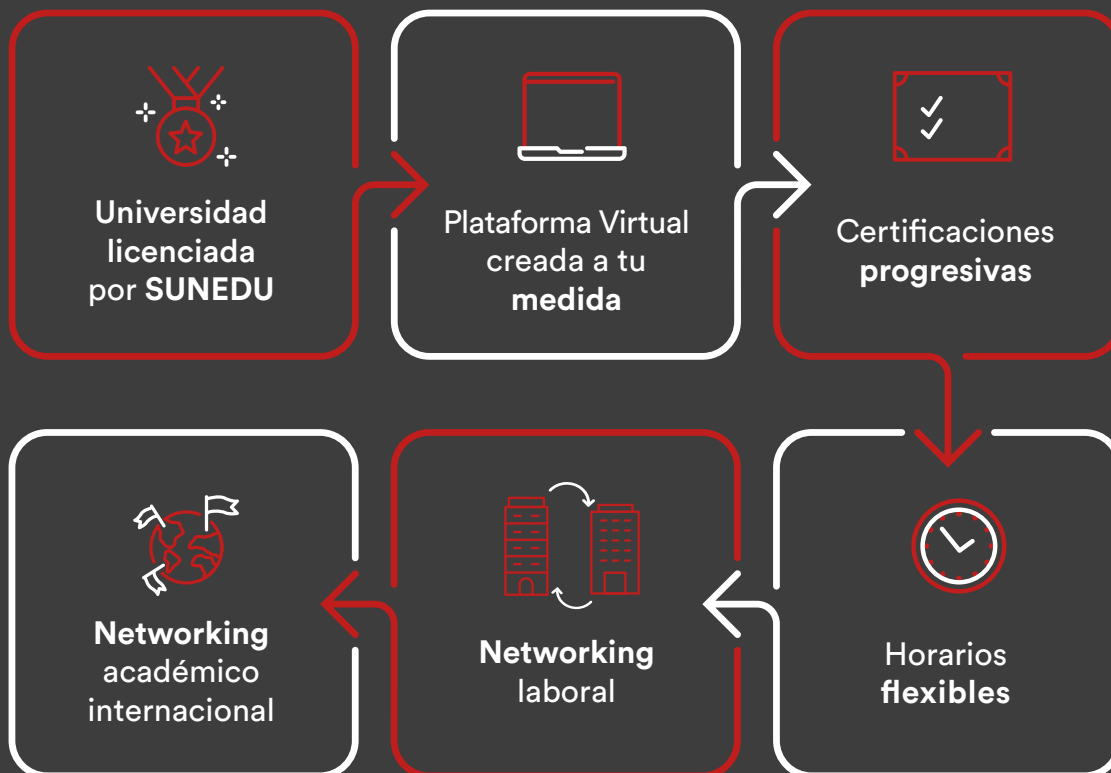 Universidad
licenciada
por SUNEDU
Plataforma Virtual
creada a tu
medida
Certificaciones
progresivas
Horarios
flexibles
Networking
laboral
Networking
académico
internacional